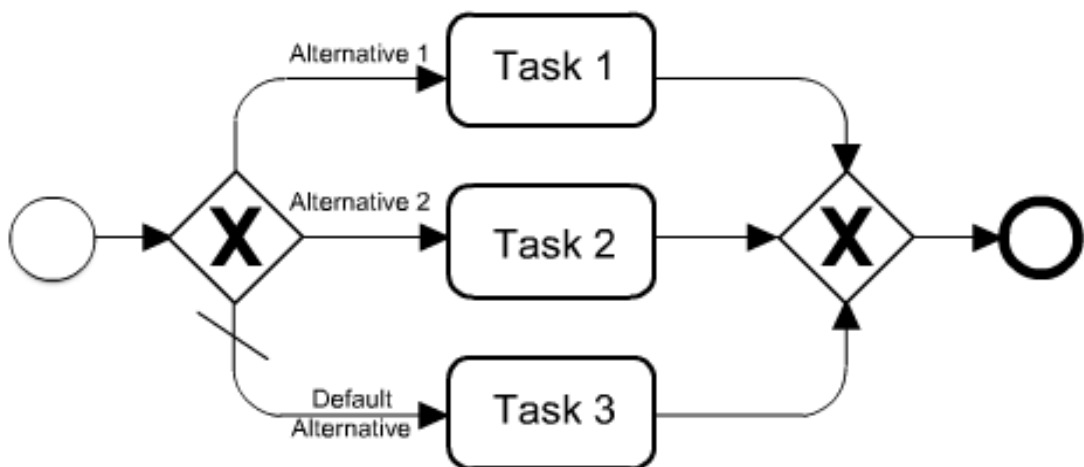 Alternative 1
Task 1
X
Alternative 2
Task 2
X
Default
Alternative
Task 3